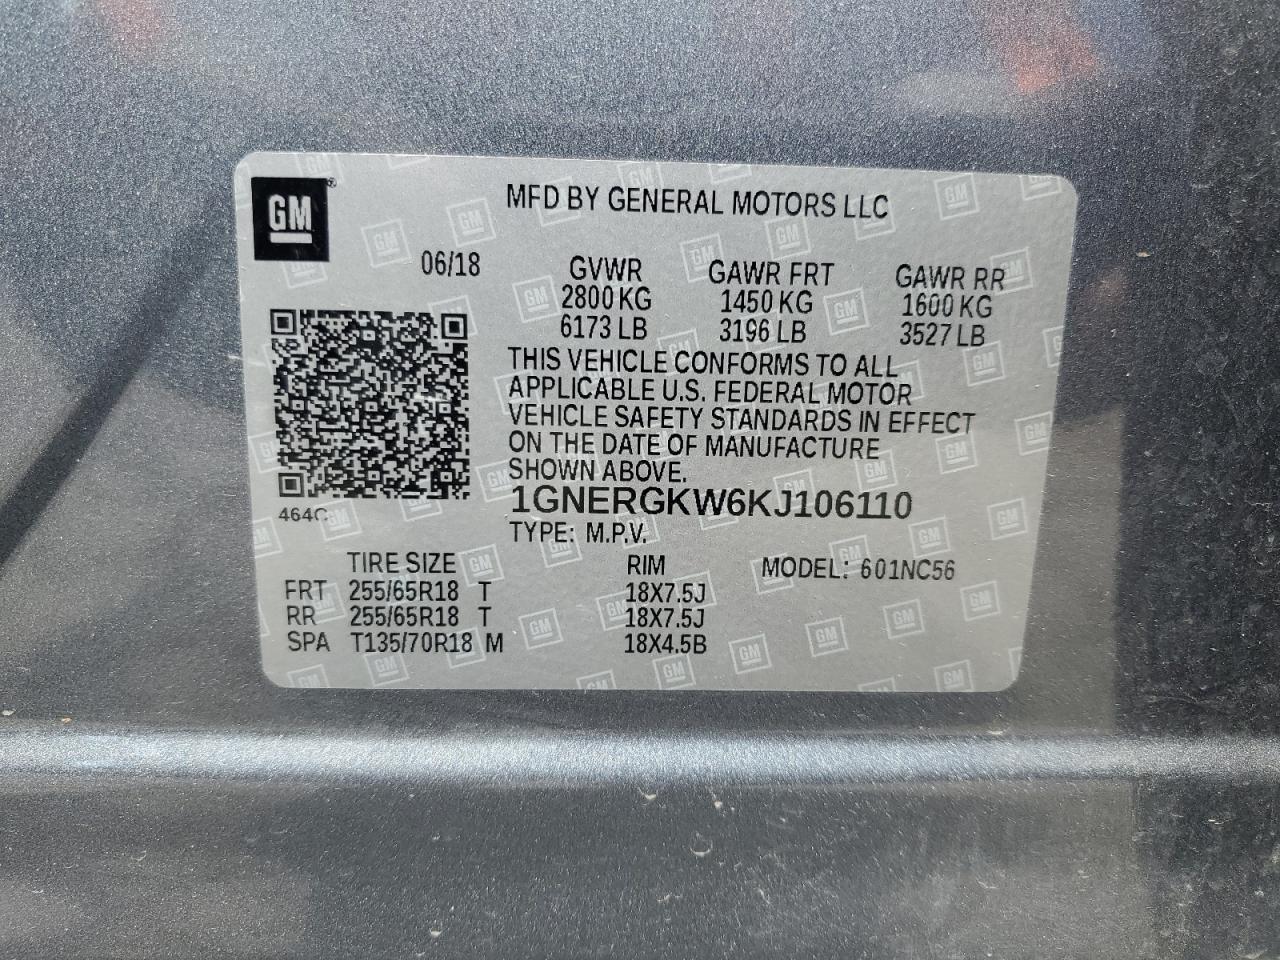 GM®
MFD BY GENERAL MOTORS LLC
06/18
GVWR GAWR FRT GAWR RR
2800 KG 1450 KG 1600 KG
6173 LB 3196 LB 3527 LB
THIS VEHICLE CONFORMS TO ALL
APPLICABLE U.S. FEDERAL MOTOR
VEHICLE SAFETY STANDARDS IN EFFECT
ON THE DATE OF MANUFACTURE
SHOWN ABOVE.
464C
1GNERGKW6KJ106110
TYPE: M.P.V.
TIRE SIZE RIM MODEL: 601NC56
FRT 255/65R18 T 18X7.5J
RR 255/65R18 T 18X7.5J
SPA T135/70R18 M 18X4.5B